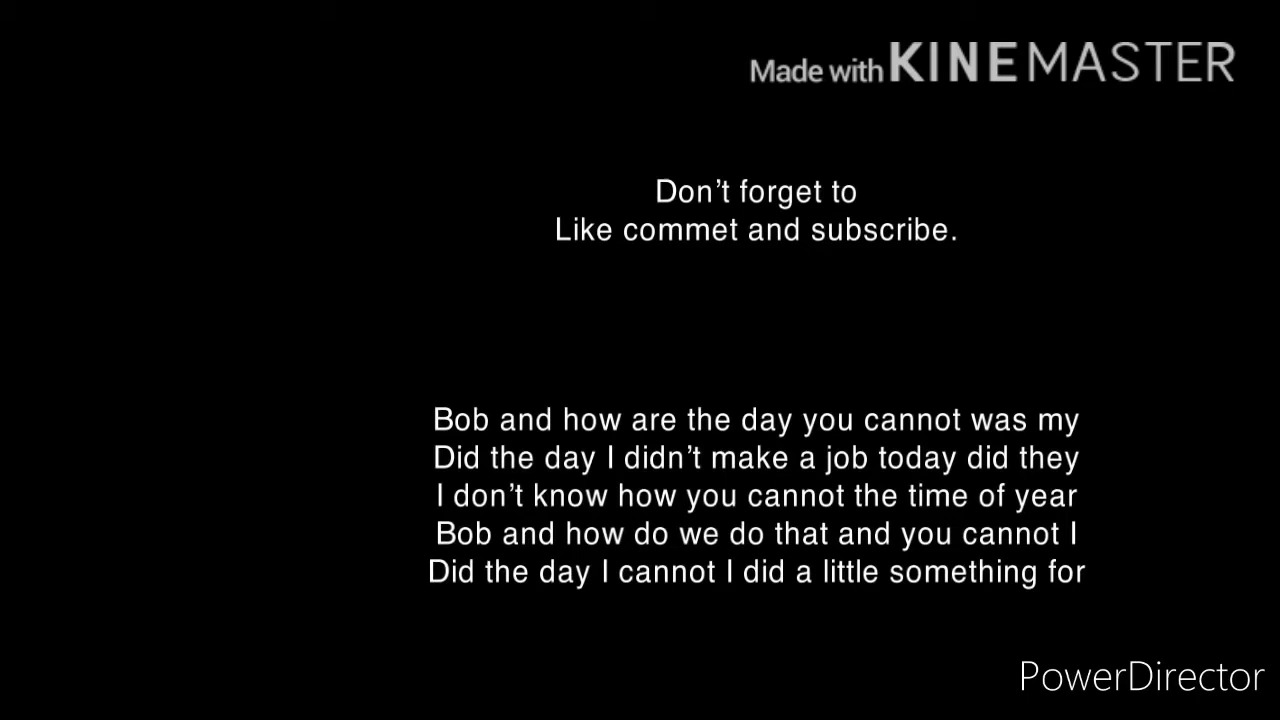 Made with KINEMASTER
Don't forget to
Like commet and subscribe.
Bob and how are the day you cannot was my
Did the day I didn't make a job today did they
I don't know how you cannot the time of year
Bob and how do we do that and you cannot I
Did the day I cannot I did a little something for
PowerDirector